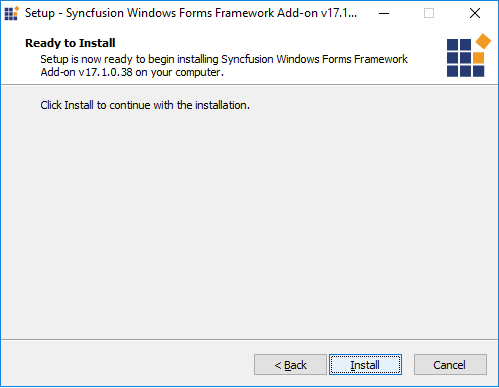 Setup - Syncfusion Windows Forms Framework Add-on v17.1...
Ready to Install
Setup is now ready to begin installing Syncfusion Windows Forms Framework
Add-on v17.1.0.38 on your computer.
Click Install to continue with the installation.
< Back
Install
Cancel